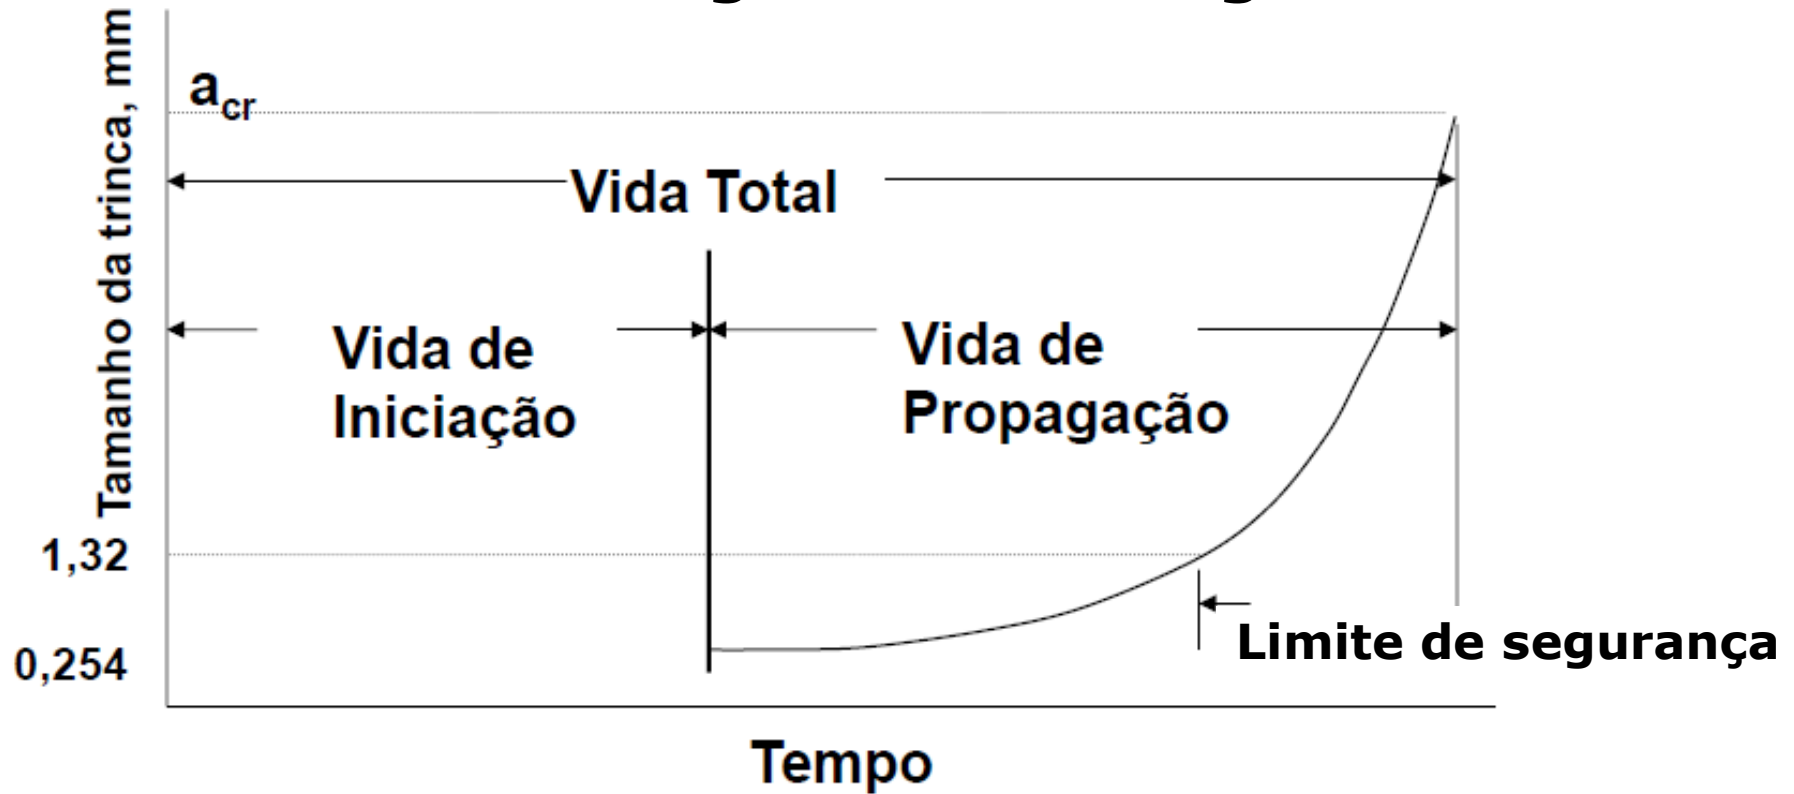 Tamanho da trinca, mm
a_cr
Vida Total
Vida de
Iniciação
Vida de
Propagação
1,32
0,254
Limite de segurança
Tempo